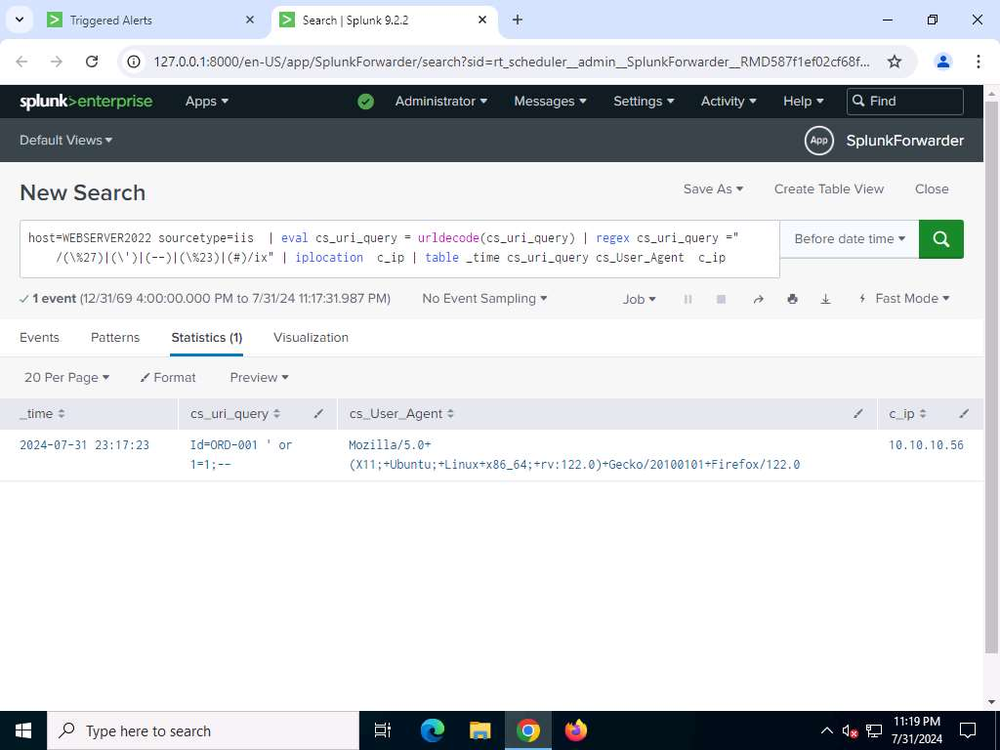 Triggered Alerts
Search | Splunk 9.2.2
127.0.0.1:8000/en-US/app/SplunkForwarder/search?sid=rt_scheduler__admin__SplunkForwarder__RMD587f1ef02cf68f...
splunk>enterprise Apps Administrator Messages Settings Activity Help Find
Default Views App SplunkForwarder
New Search Save As Create Table View Close
host=WEBSERVER2022 sourcetype=iis | eval cs_uri_query = urldecode(cs_uri_query) | regex cs_uri_query ="
/(\%27)|(\')|(--)|(\%23)|(#)/ix" | iplocation c_ip | table _time cs_uri_query cs_User_Agent c_ip
Before date time
1 event (12/31/69 4:00:00.000 PM to 7/31/24 11:17:31.987 PM) No Event Sampling Job Fast Mode
Events Patterns Statistics (1) Visualization
20 Per Page Format Preview
_time cs_uri_query cs_User_Agent c_ip
2024-07-31 23:17:23 Id=ORD-001 ' or Mozilla/5.0+ 10.10.10.56
1=1;-- (X11;+Ubuntu;+Linux+x86_64;+rv:122.0)+Gecko/20100101+Firefox/122.0
Type here to search
11:19 PM
7/31/2024